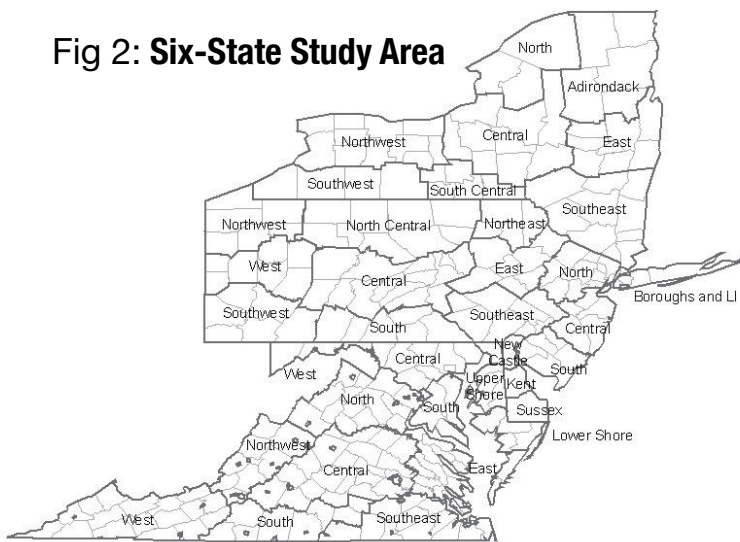 Fig 2: Six-State Study Area
North
Adirondack
Northwest
Central
East
Southwest
South Central
Southeast
Northwest
North Central
Northeast
West
Central
East
North
Boroughs and LI
Southwest
South
Southeast
Central
New
Castle
West
Central
South
Upper
Shore
Kent
North
South
Sussex
Lower Shore
Northwest
Central
East
West
South
Southeast